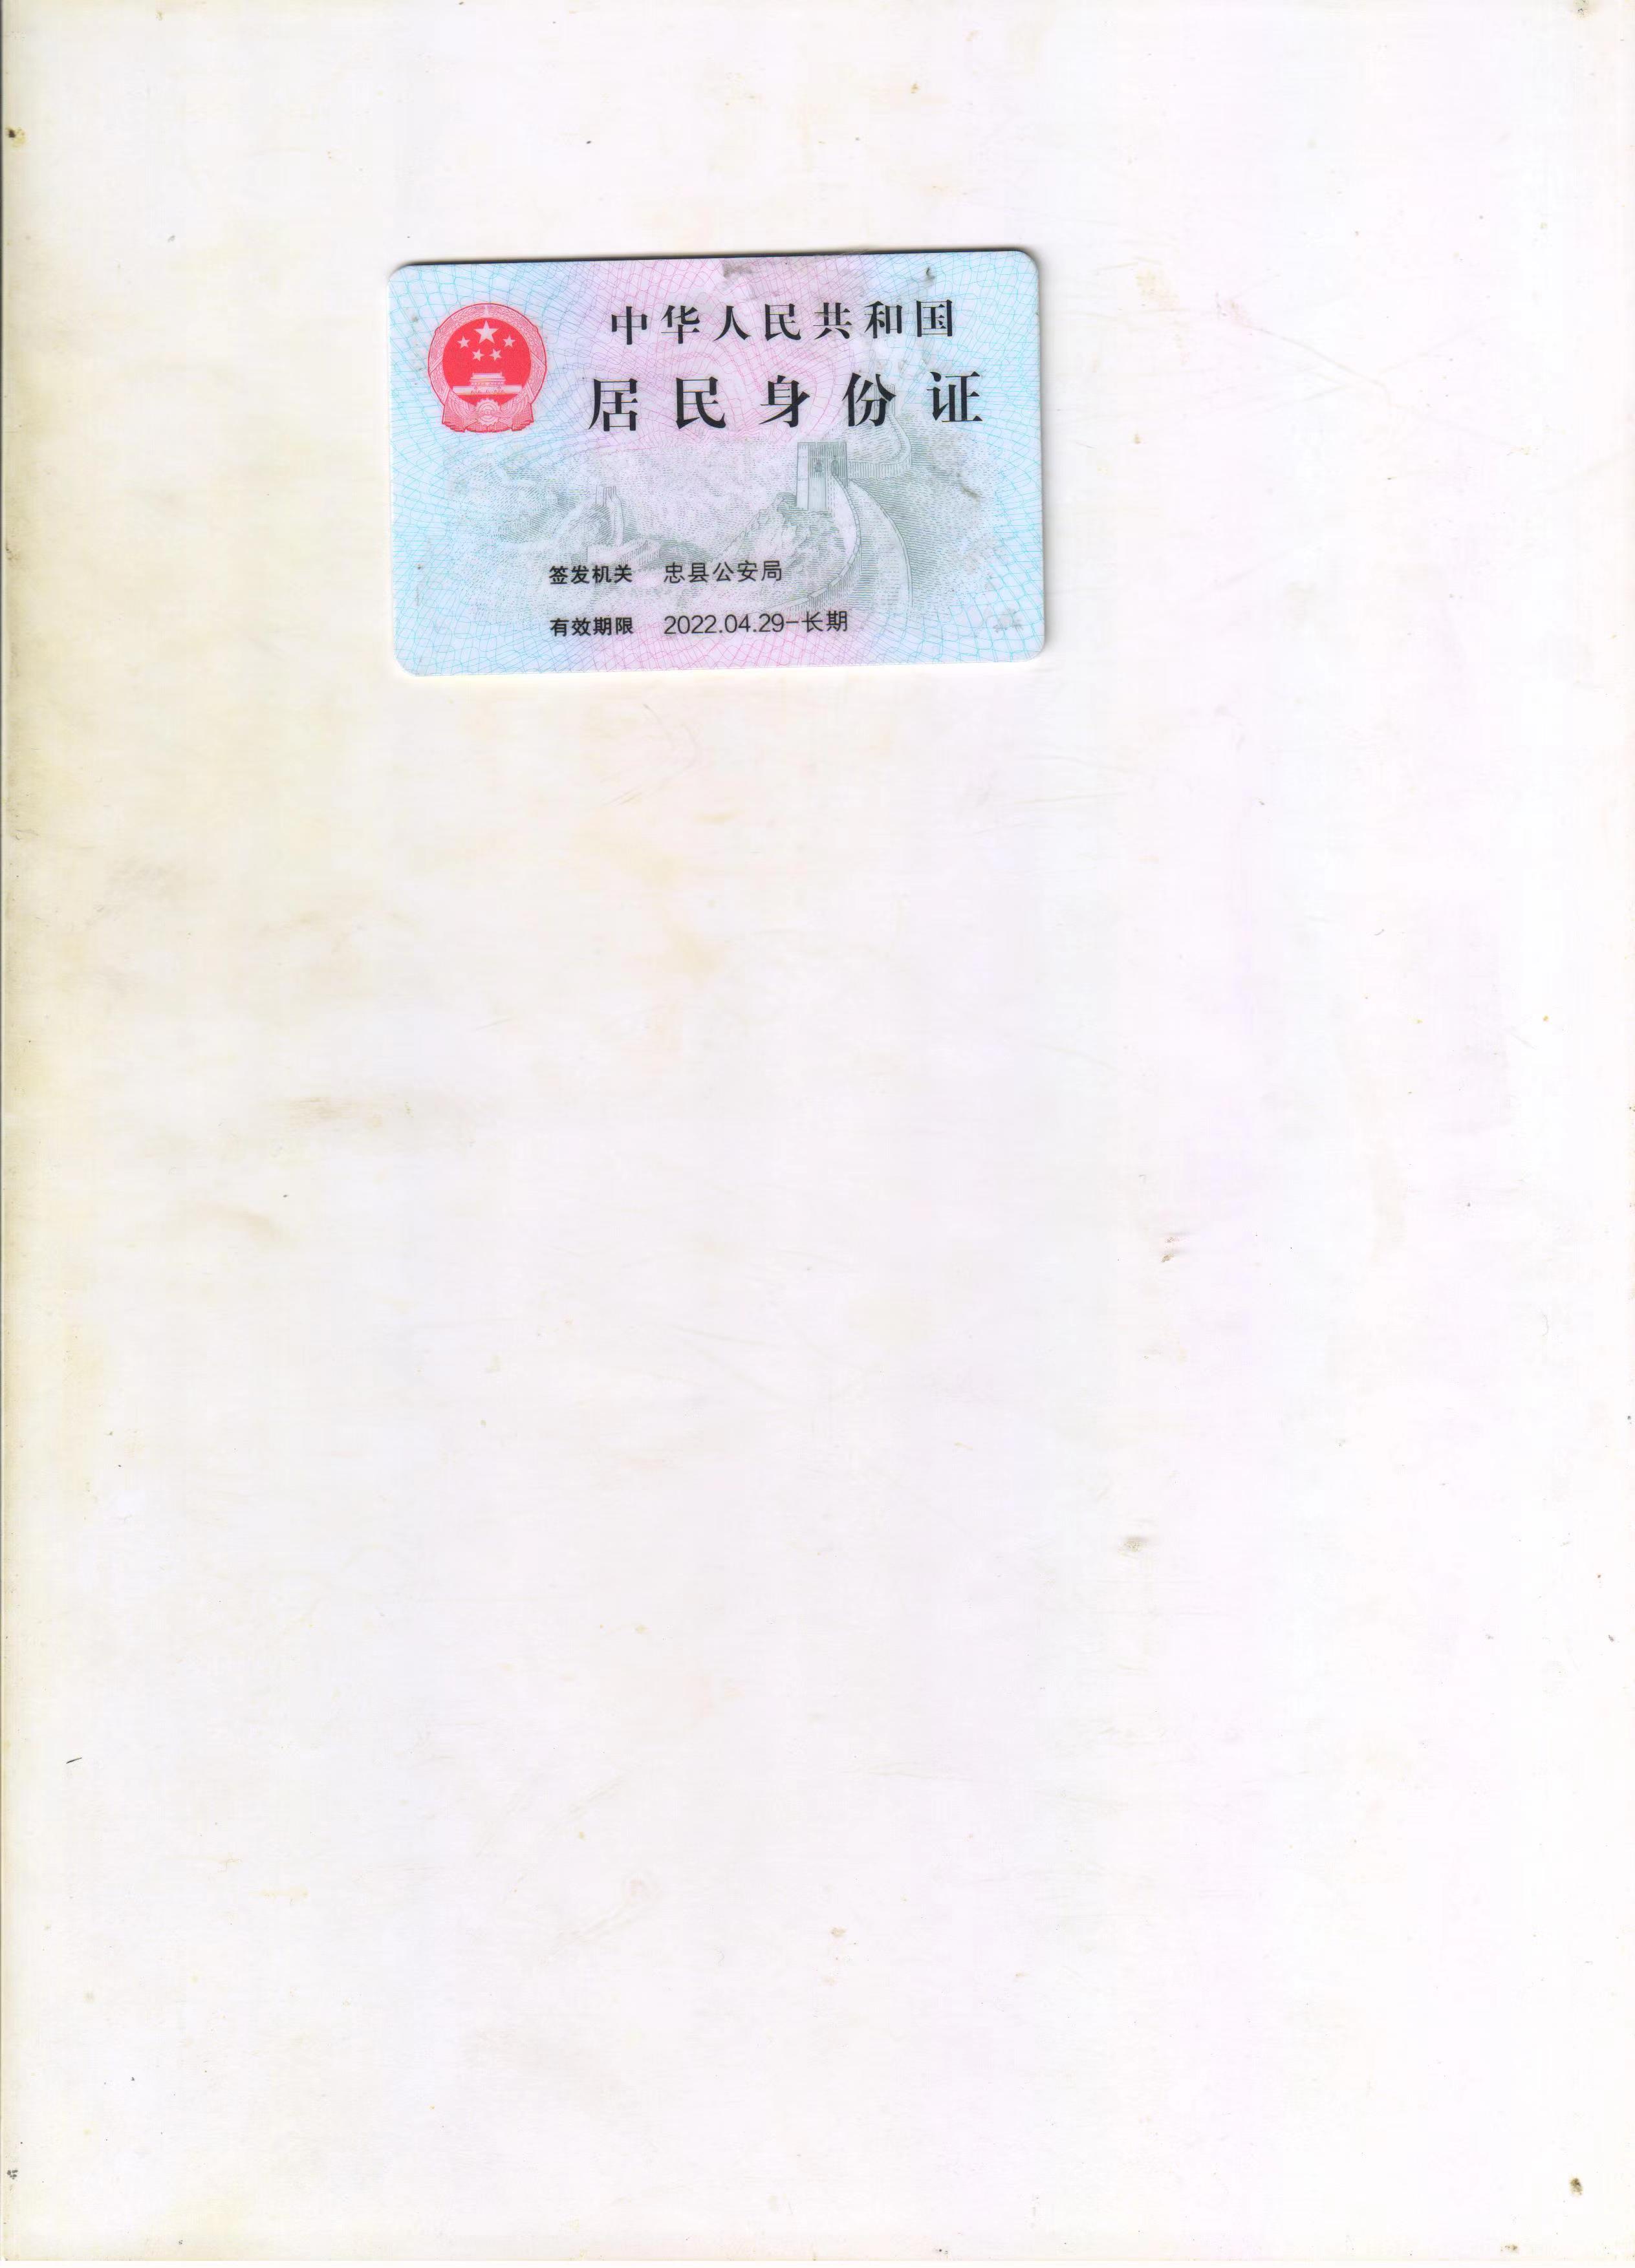 中华人民共和国
居民身份证
签发机关 忠县公安局
有效期限 2022.04.29-长期